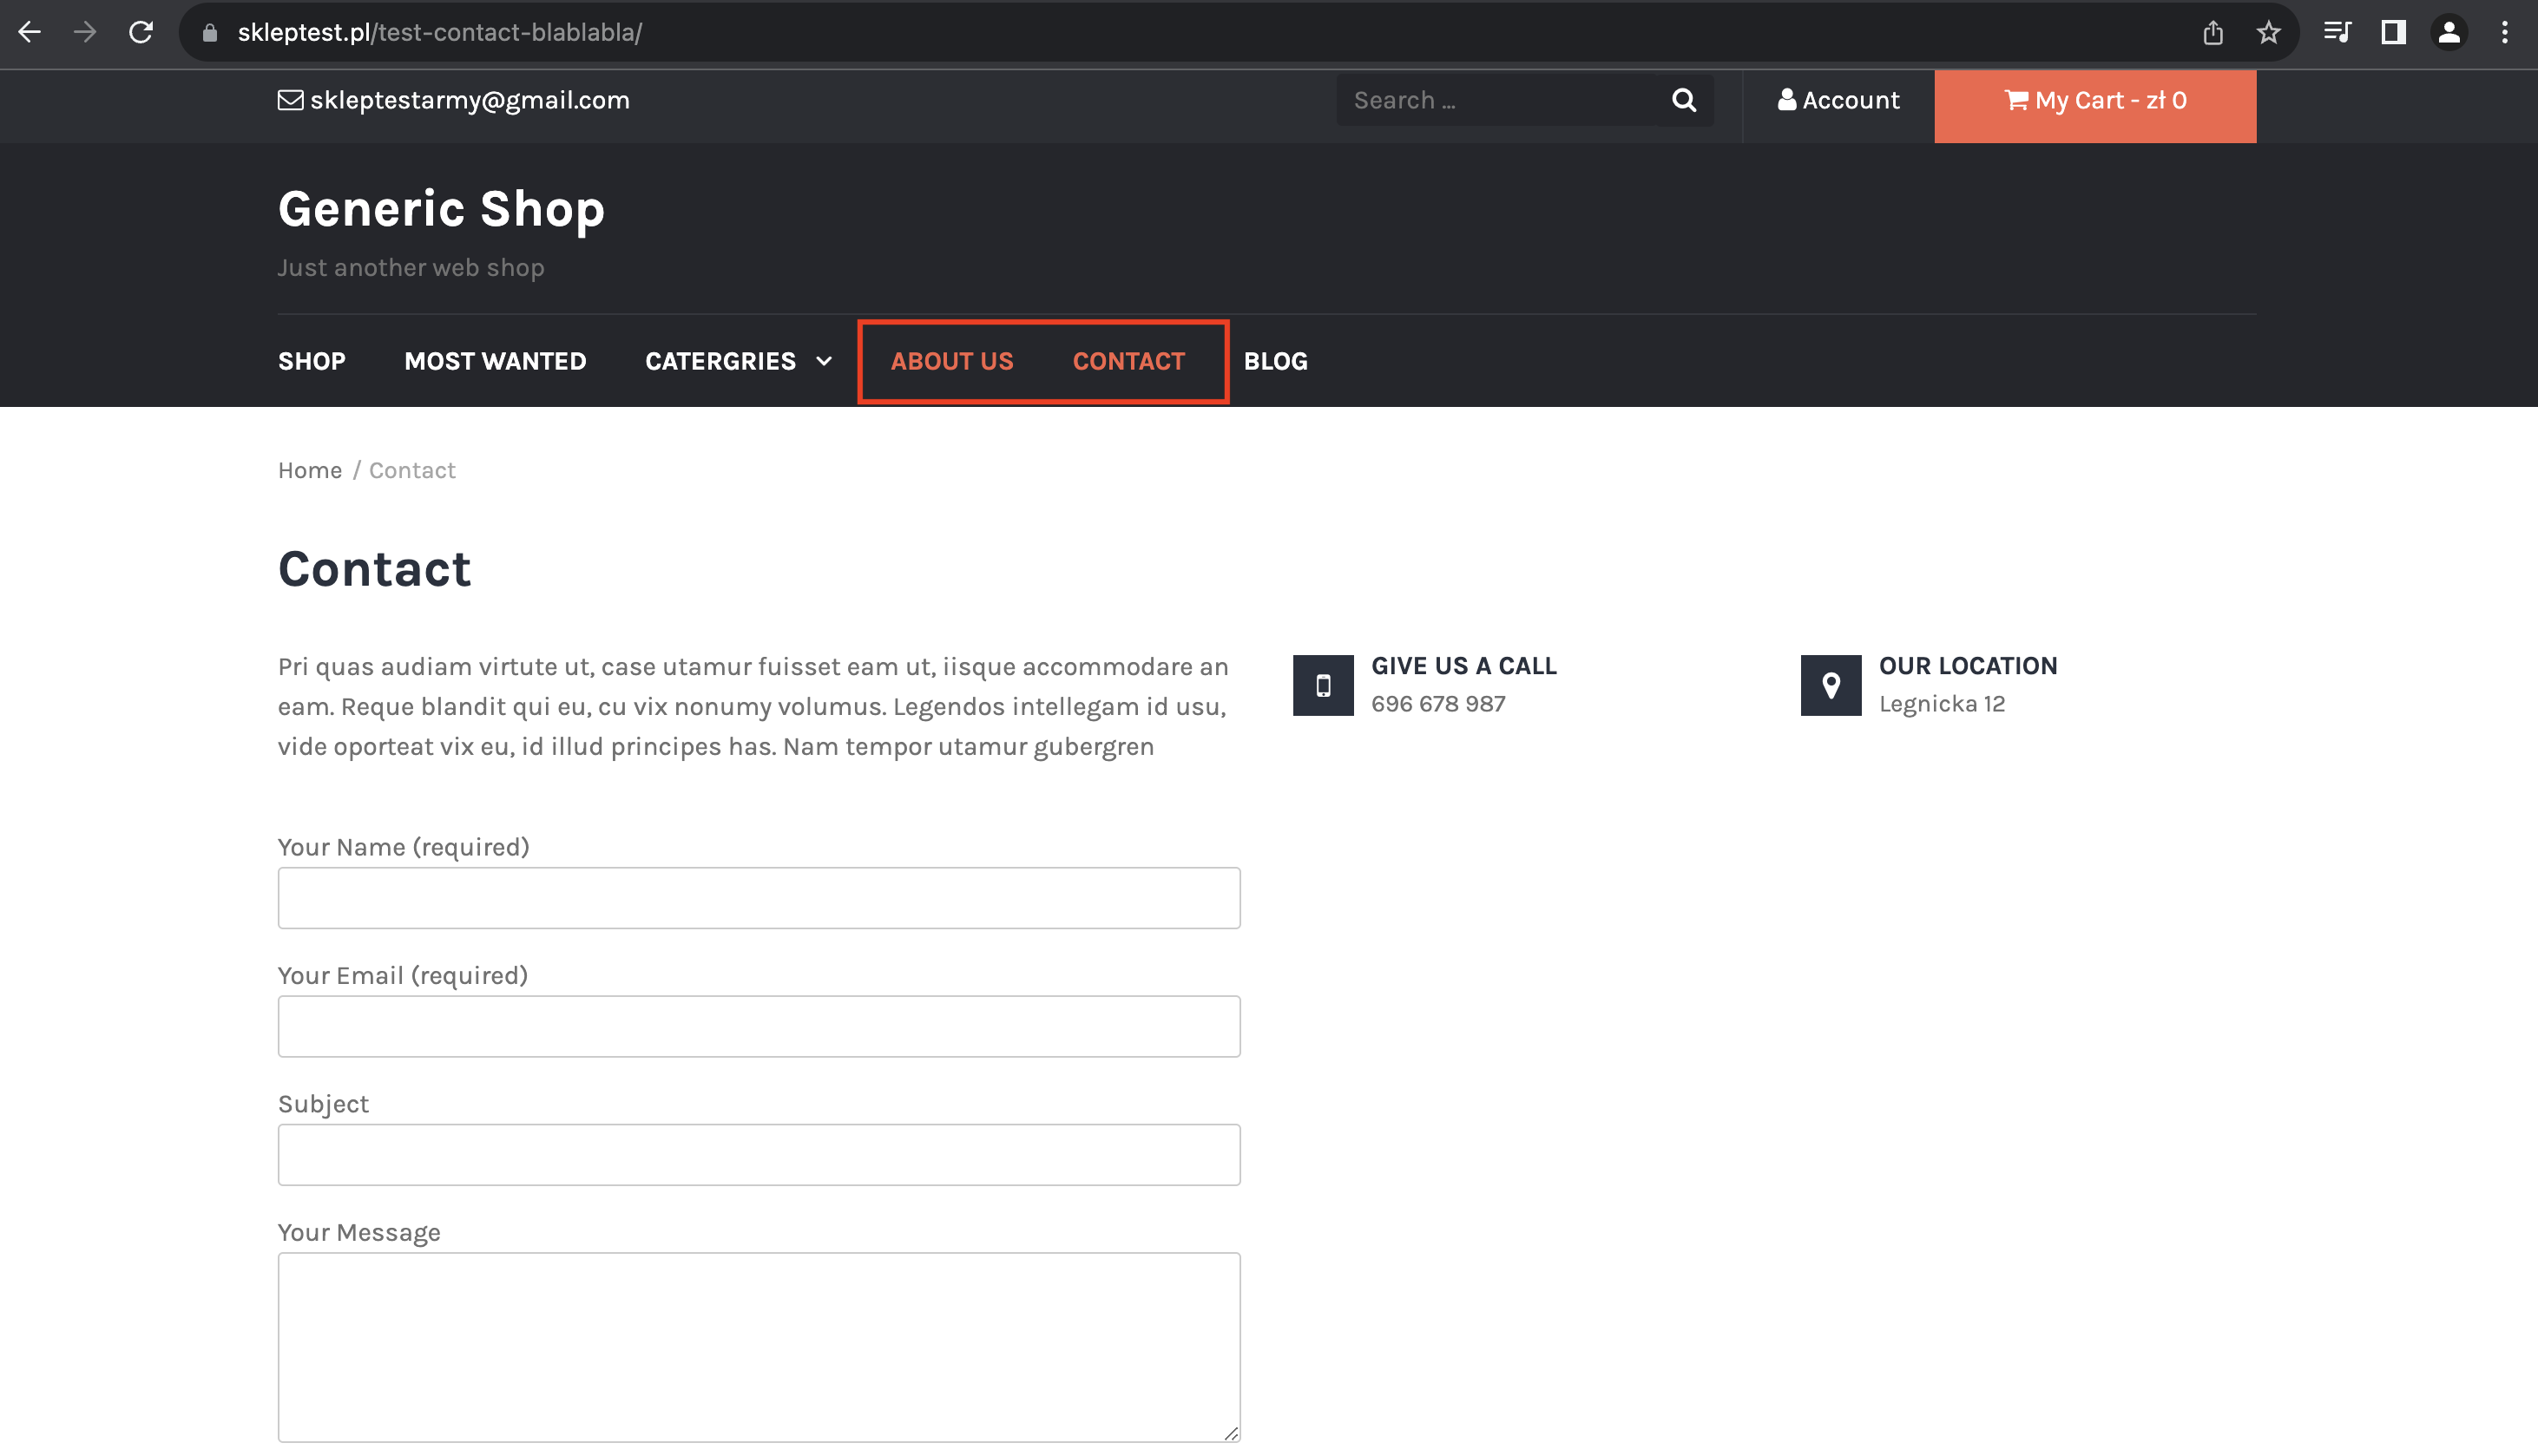 skleptest.pl/test-contact-blablabla/
skleptestarmy@gmail.com
Search ...
Account
My Cart - zł 0
Generic Shop
Just another web shop
SHOP MOST WANTED CATERGRIES ABOUT US CONTACT BLOG
Home / Contact
Contact
Pri quas audiam virtute ut, case utamur fuisset eam ut, iisque accommodare an
eam. Reque blandit qui eu, cu vix nonumy volumus. Legendos intellegam id usu,
vide oporteat vix eu, id illud principes has. Nam tempor utamur gubergren
GIVE US A CALL
696 678 987
OUR LOCATION
Legnicka 12
Your Name (required)
Your Email (required)
Subject
Your Message